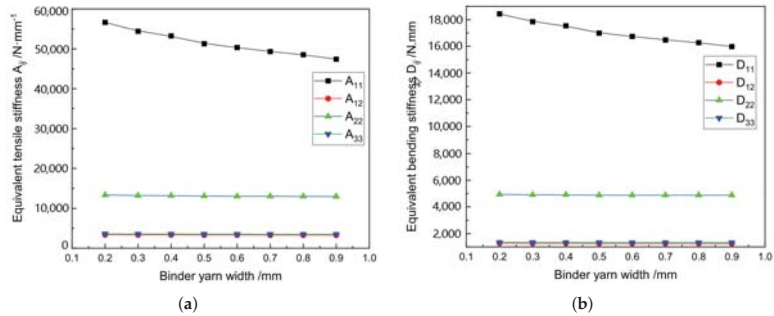 (a)
60,000
50,000
40,000
30,000
20,000
10,000
0
Equivalent tensile stiffness A_ij /N·mm⁻¹
A₁₁
A₁₂
A₂₂
A₃₃
0.1 0.2 0.3 0.4 0.5 0.6 0.7 0.8 0.9 1.0
Binder yarn width /mm
(a)
18,000
16,000
14,000
12,000
10,000
8,000
6,000
4,000
2,000
Equivalent bending stiffness D_ij /N.mm
D₁₁
D₁₂
D₂₂
D₃₃
0.1 0.2 0.3 0.4 0.5 0.6 0.7 0.8 0.9 1.0
Binder yarn width /mm
(b)